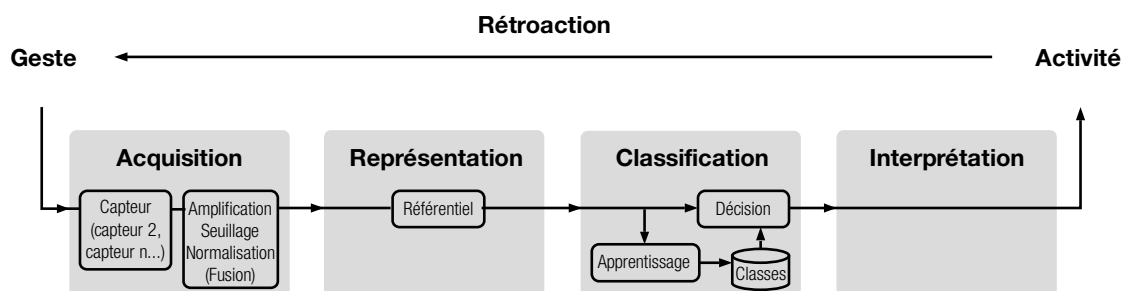 Rétroaction
Geste
Activité
Acquisition
Représentation
Classification
Interprétation
Capteur
(capteur 2,
capteur n...)
Amplification
Seuillage
Normalisation
(Fusion)
Référentiel
Décision
Apprentissage
Classes